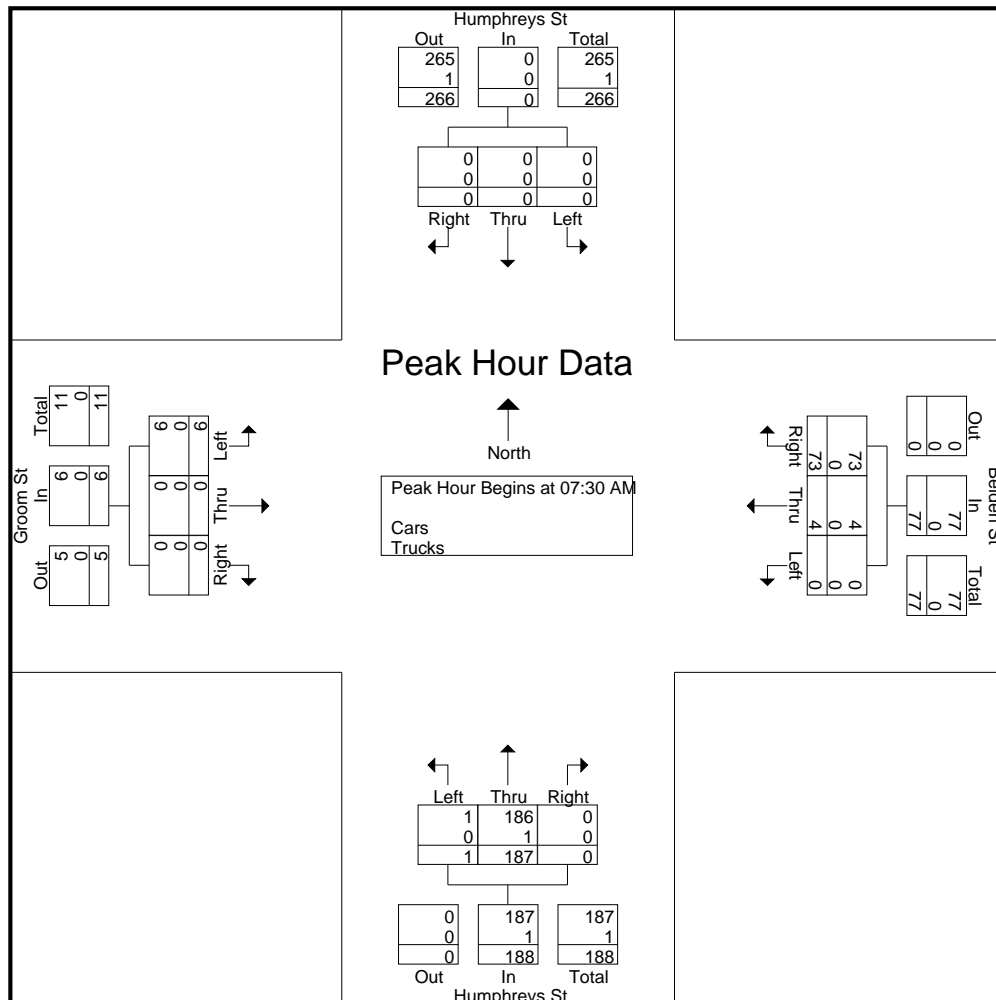 Humphreys St
Out In Total
265 0 265
1 0 1
266 0 266
0 0 0
0 0 0
0 0 0
Right Thru Left
Peak Hour Data
North
Peak Hour Begins at 07:30 AM
Cars
Trucks
Groom St
Total In Out
11 6 5
0 0 0
11 6 5
6 0 0
0 0 0
6 0 0
Left Thru Right
Belden St
Out In Total
0 77 77
0 0 0
0 77 77
73 4 0
0 0 0
73 4 0
Right Thru Left
Left Thru Right
1 186 0
0 1 0
1 187 0
0 187 187
0 1 1
0 188 188
Out In Total
Humphreys St